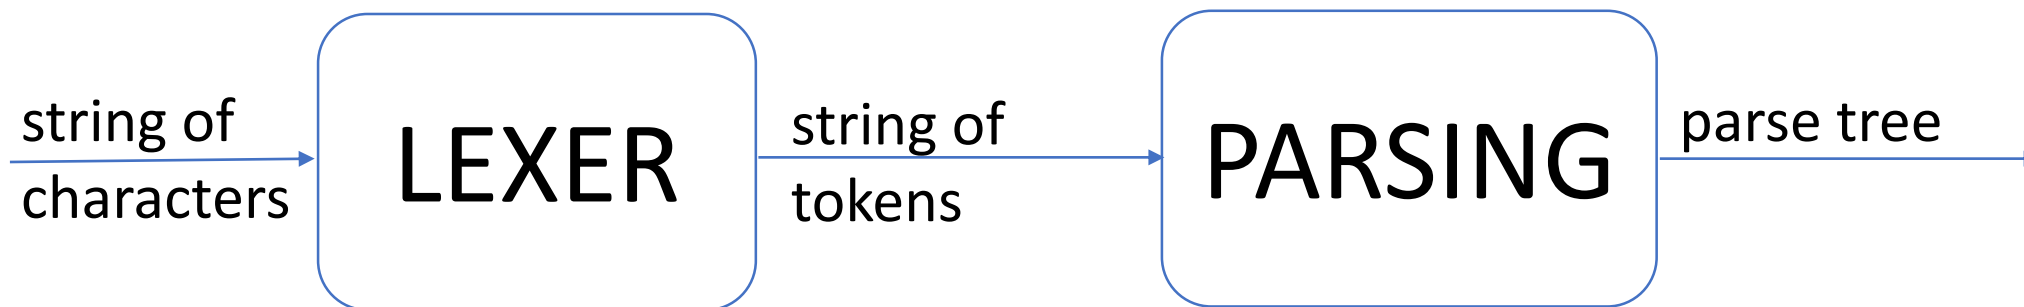 string of
characters
LEXER
string of
tokens
PARSING
parse tree